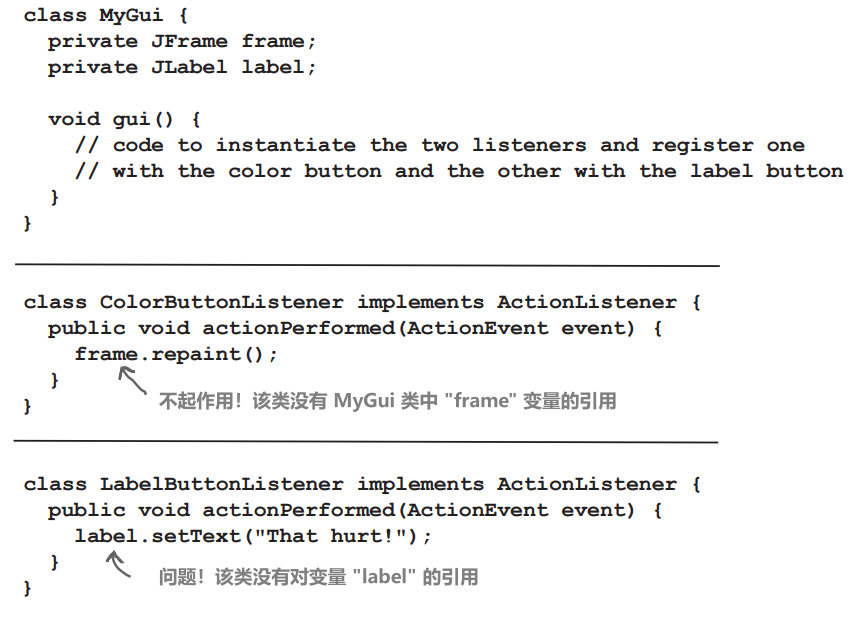 class MyGui {
private JFrame frame;
private JLabel label;
void gui() {
// code to instantiate the two listeners and register one
// with the color button and the other with the label button
}
}
class ColorButtonListener implements ActionListener {
public void actionPerformed(ActionEvent event) {
frame.repaint();
}
不起作用！该类没有 MyGui 类中 "frame" 变量的引用
}
class LabelButtonListener implements ActionListener {
public void actionPerformed(ActionEvent event) {
label.setText("That hurt!");
}
问题！该类没有对变量 "label" 的引用
}